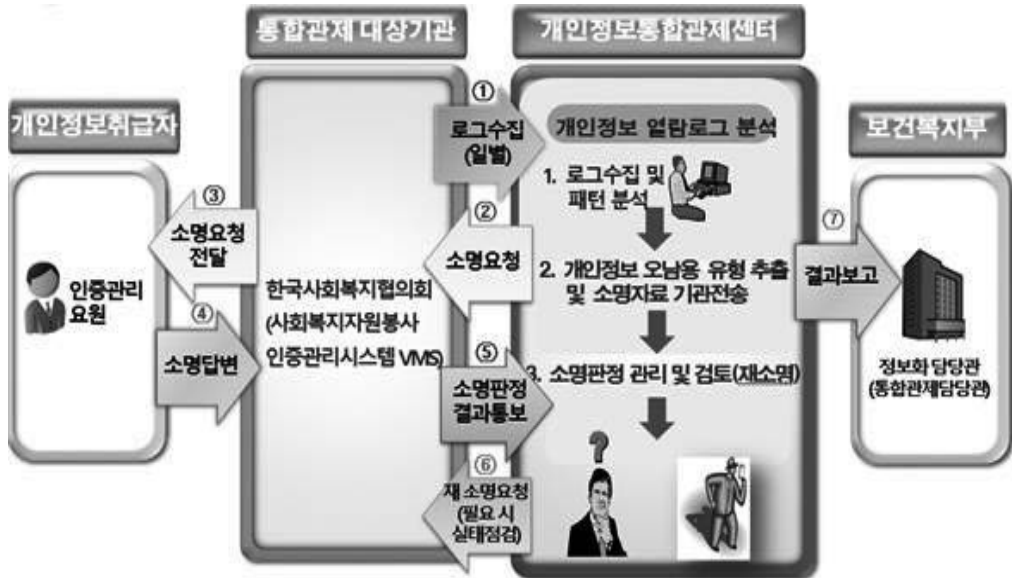 통합관제 대상기관
개인정보통합관제센터
개인정보취급자
보건복지부
①
로그수집
(일별)
개인정보 열람로그 분석
1. 로그수집 및
패턴 분석
③
소명요청
전달
②
소명요청
⑦
결과보고
2. 개인정보 오남용 유형 추출
및 소명자료 기관전송
인증관리
요원
한국사회복지협의회
(사회복지자원봉사
인증관리시스템 VMS)
④
소명답변
⑤
소명판정
결과통보
3. 소명판정 관리 및 검토(재소명)
정보화 담당관
(통합관제담당관)
?
⑥
재 소명요청
(필요 시
실태점검)